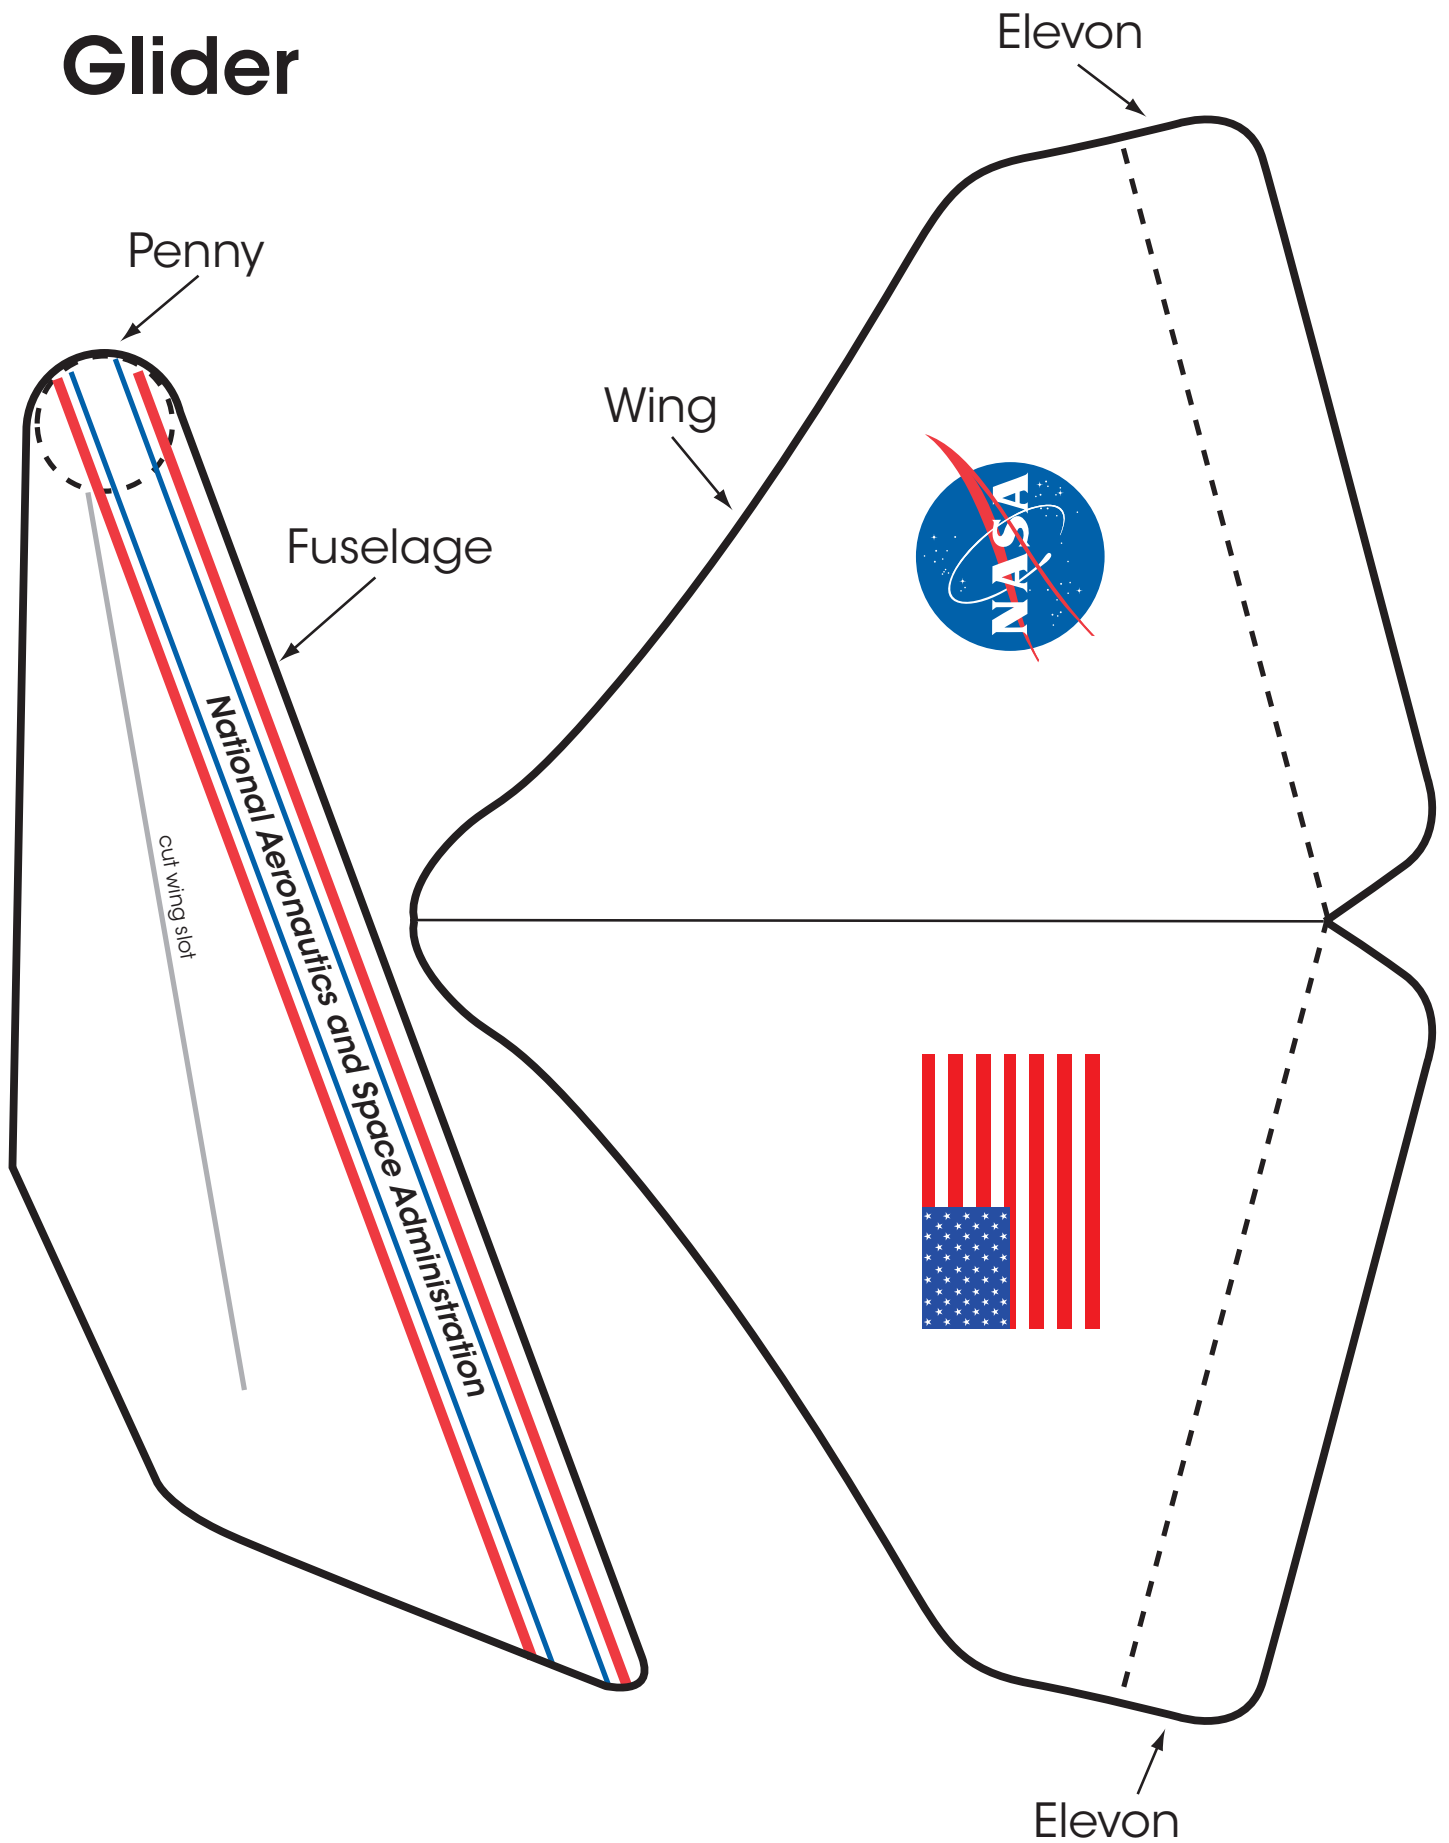 Glider
Elevon
Penny
Wing
Fuselage
NASA
National Aeronautics and Space Administration
cut wing slot
Elevon